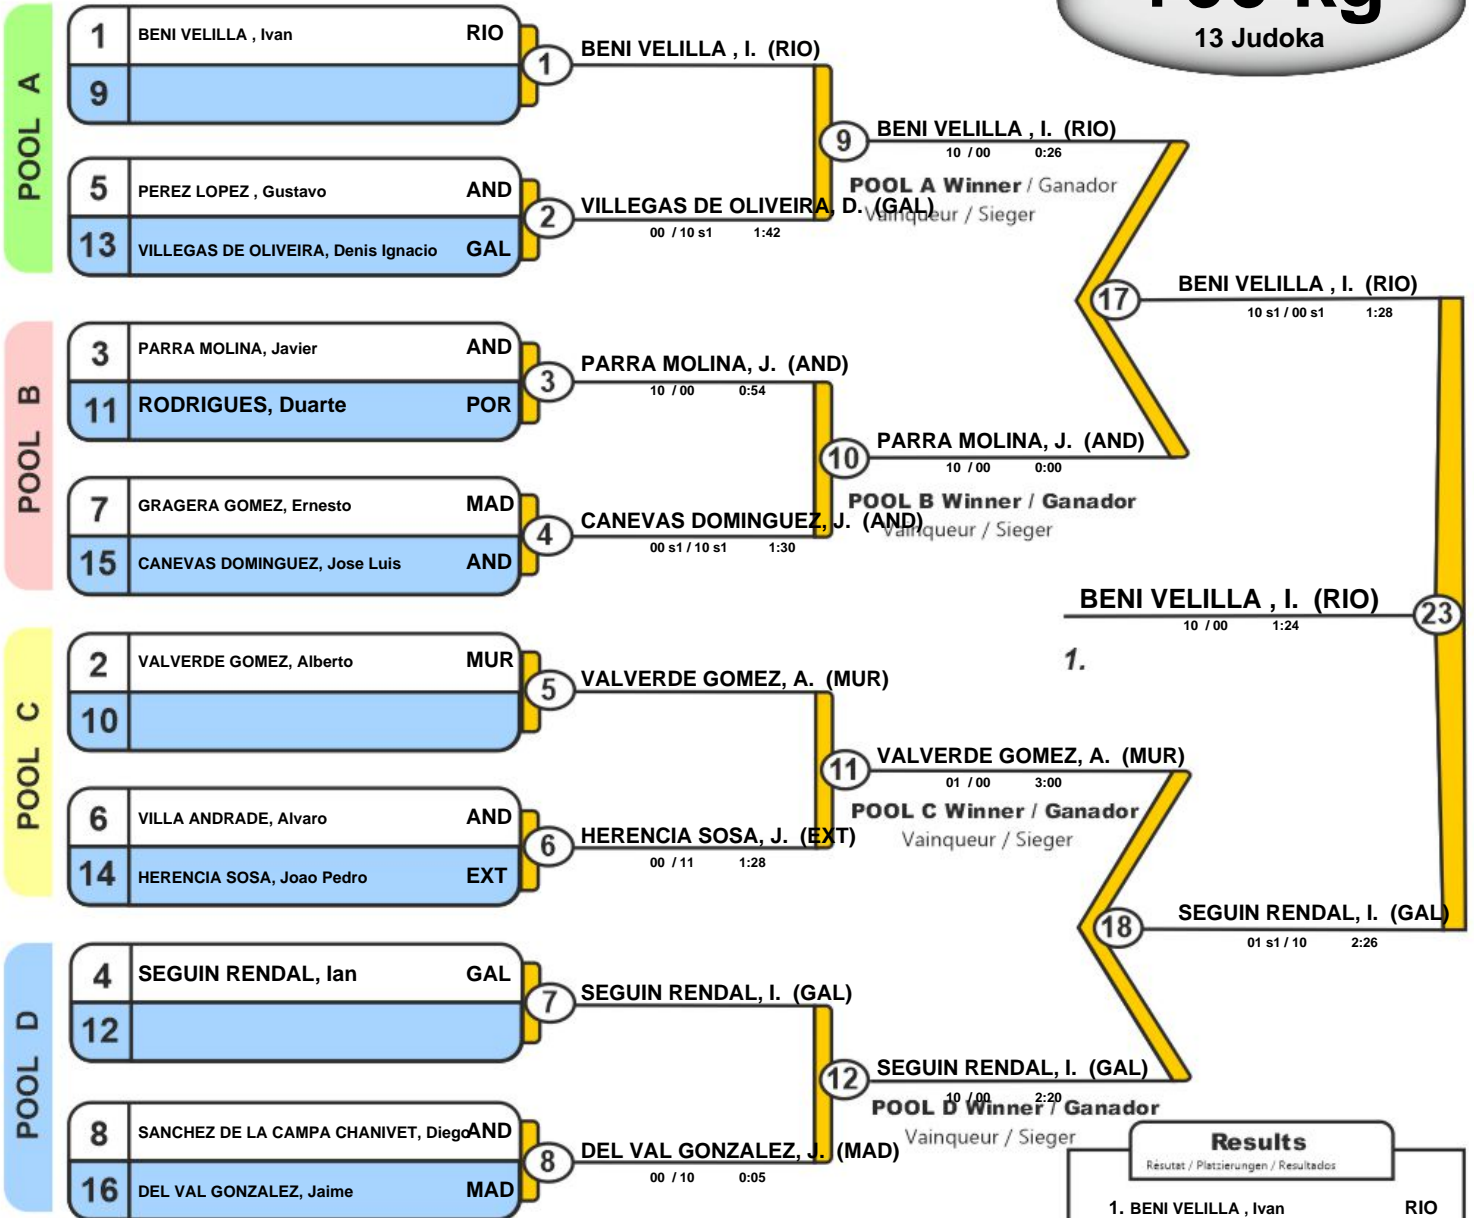 13 Judoka
POOL A
1 BENI VELILLA , Ivan RIO
9
1
BENI VELILLA , I. (RIO)
5 PEREZ LOPEZ , Gustavo AND
13 VILLEGAS DE OLIVEIRA, Denis Ignacio GAL
2
VILLEGAS DE OLIVEIRA, D. (GAL)
00 / 10 s1 1:42
9
BENI VELILLA , I. (RIO)
10 / 00 0:26
POOL A Winner / Ganador
Vainqueur / Sieger
POOL B
3 PARRA MOLINA, Javier AND
11 RODRIGUES, Duarte POR
3
PARRA MOLINA, J. (AND)
10 / 00 0:54
7 GRAGERA GOMEZ, Ernesto MAD
15 CANEVAS DOMINGUEZ, Jose Luis AND
4
CANEVAS DOMINGUEZ, J. (AND)
00 s1 / 10 s1 1:30
10
PARRA MOLINA, J. (AND)
10 / 00 0:00
POOL B Winner / Ganador
Vainqueur / Sieger
17
BENI VELILLA , I. (RIO)
10 s1 / 00 s1 1:28
POOL C
2 VALVERDE GOMEZ, Alberto MUR
10
5
VALVERDE GOMEZ, A. (MUR)
6 VILLA ANDRADE, Alvaro AND
14 HERENCIA SOSA, Joao Pedro EXT
6
HERENCIA SOSA, J. (EXT)
00 / 11 1:28
11
VALVERDE GOMEZ, A. (MUR)
01 / 00 3:00
POOL C Winner / Ganador
Vainqueur / Sieger
POOL D
4 SEGUIN RENDAL, Ian GAL
12
7
SEGUIN RENDAL, I. (GAL)
8 SANCHEZ DE LA CAMPA CHANIVET, Diego AND
16 DEL VAL GONZALEZ, Jaime MAD
8
DEL VAL GONZALEZ, J. (MAD)
00 / 10 0:05
12
SEGUIN RENDAL, I. (GAL)
10 / 00 2:20
POOL D Winner / Ganador
Vainqueur / Sieger
18
SEGUIN RENDAL, I. (GAL)
01 s1 / 10 2:26
23
BENI VELILLA , I. (RIO)
10 / 00 1:24
1.
Results
Résutat / Platzierungen / Resultados
1. BENI VELILLA , Ivan RIO